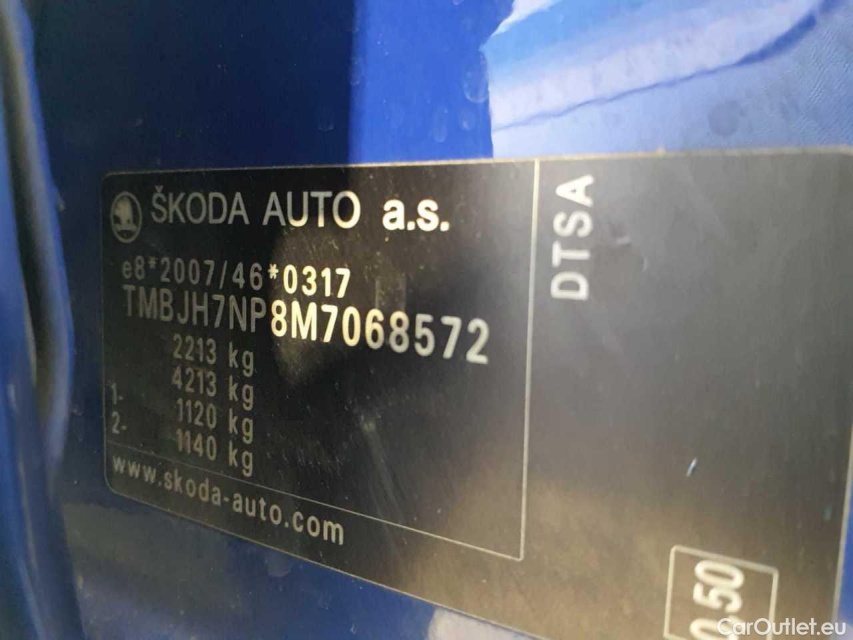 ŠKODA AUTO a.s.
e8*2007/46*0317
TMBJH7NP8M7068572
2213 kg
4213 kg
1- 1120 kg
2- 1140 kg
www.skoda-auto.com
DTSA
0,50
CarOutlet.eu